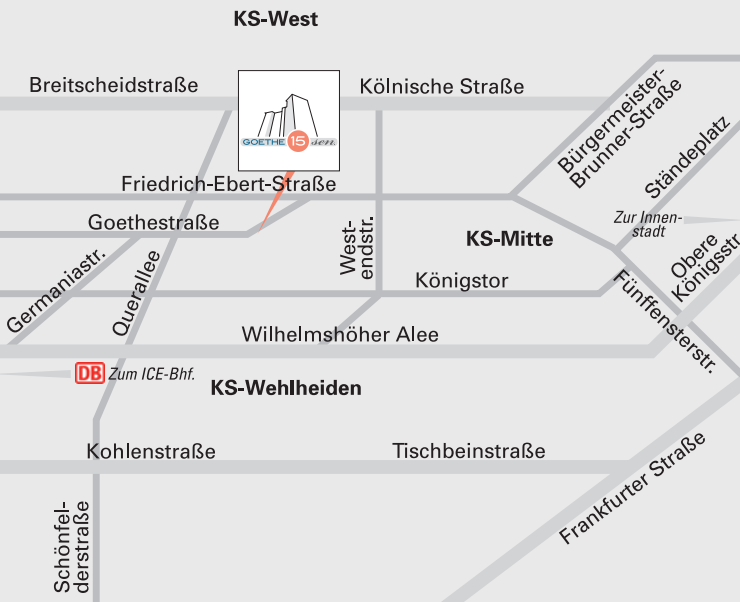 KS-West
Breitscheidstraße
Kölnische Straße
GOETHE 15 sen.
Bürgermeister-
Brunner-Straße
Ständeplatz
Friedrich-Ebert-Straße
Goethestraße
Zur Innen-
stadt
West-
endstr.
KS-Mitte
Obere
Königsstr.
Germaniastr.
Querallee
Königstor
Fünffensterstr.
Wilhelmshöher Alee
DB Zum ICE-Bhf.
KS-Wehlheiden
Kohlenstraße
Tischbeinstraße
Frankfurter Straße
Schönfel-
derstraße